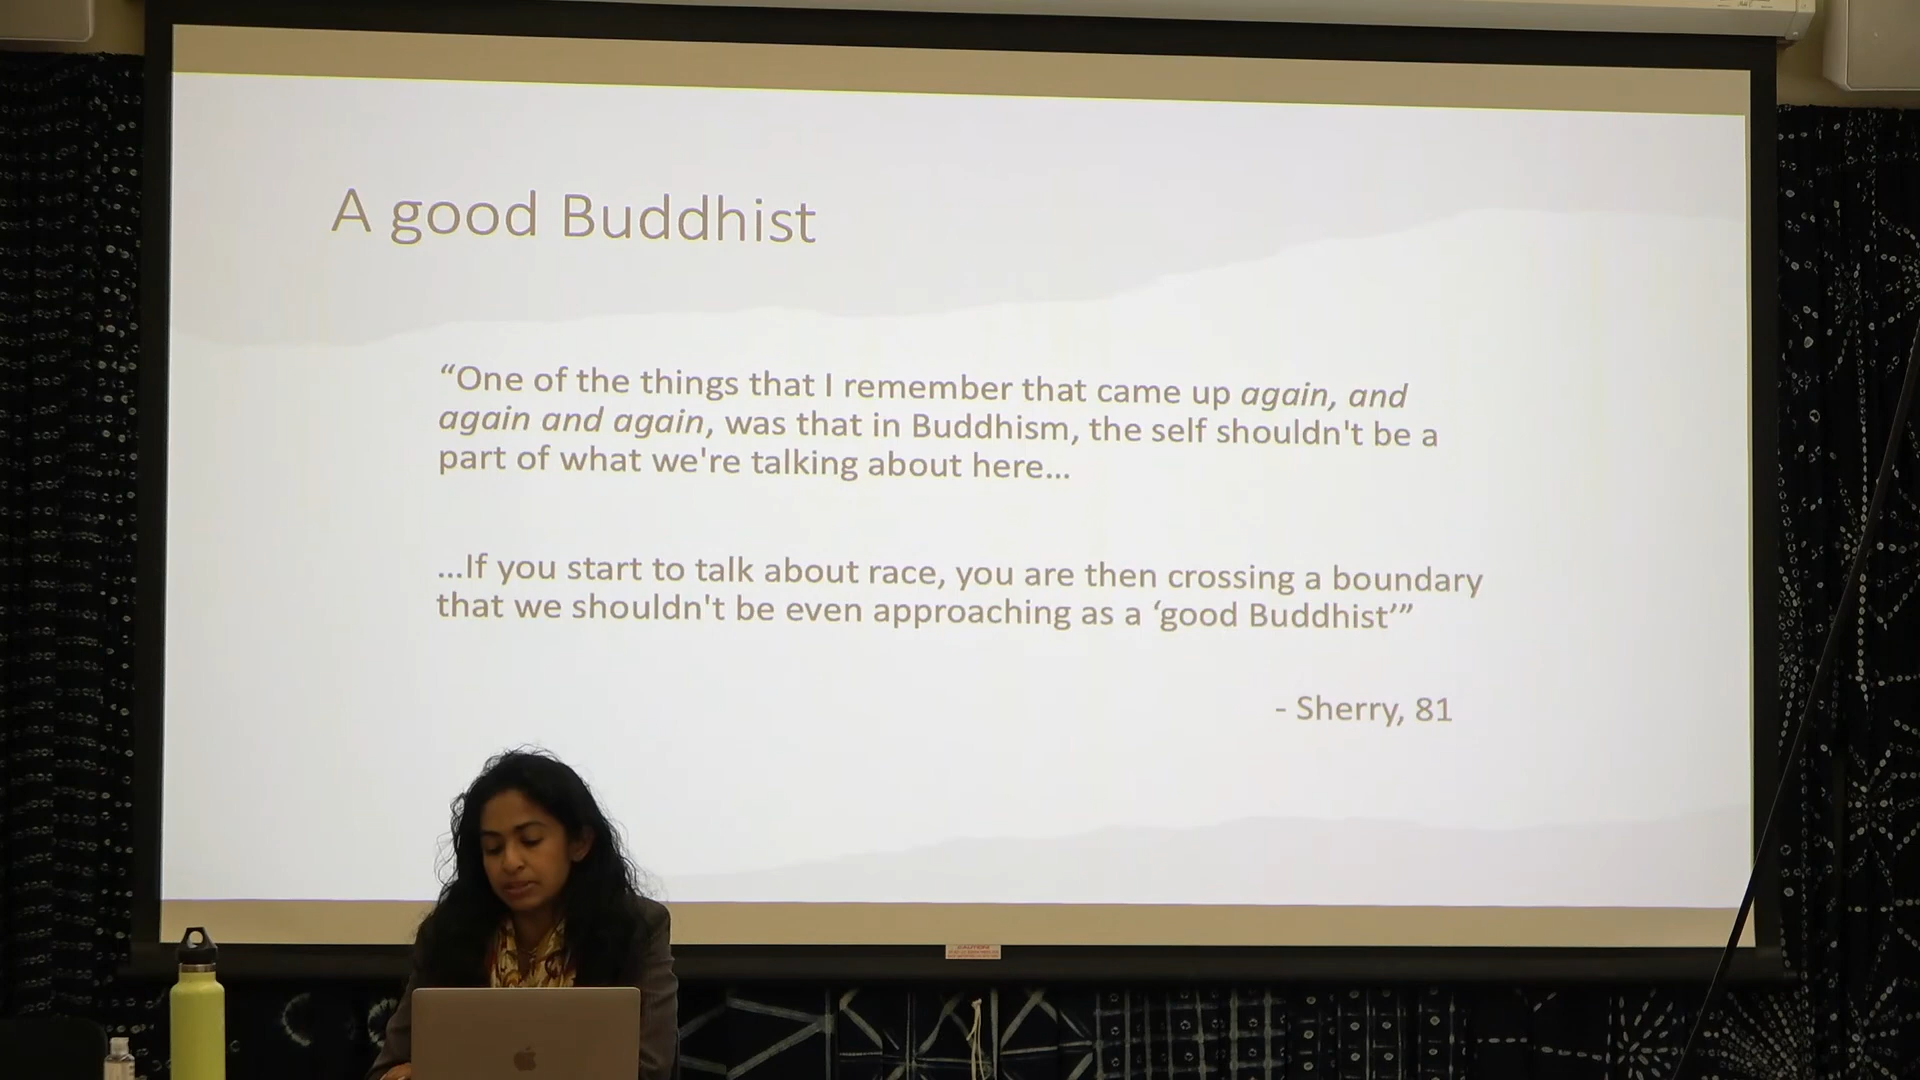 A good Buddhist
“One of the things that I remember that came up again, and
again and again, was that in Buddhism, the self shouldn't be a
part of what we're talking about here...
...If you start to talk about race, you are then crossing a boundary
that we shouldn't be even approaching as a ‘good Buddhist’”
- Sherry, 81